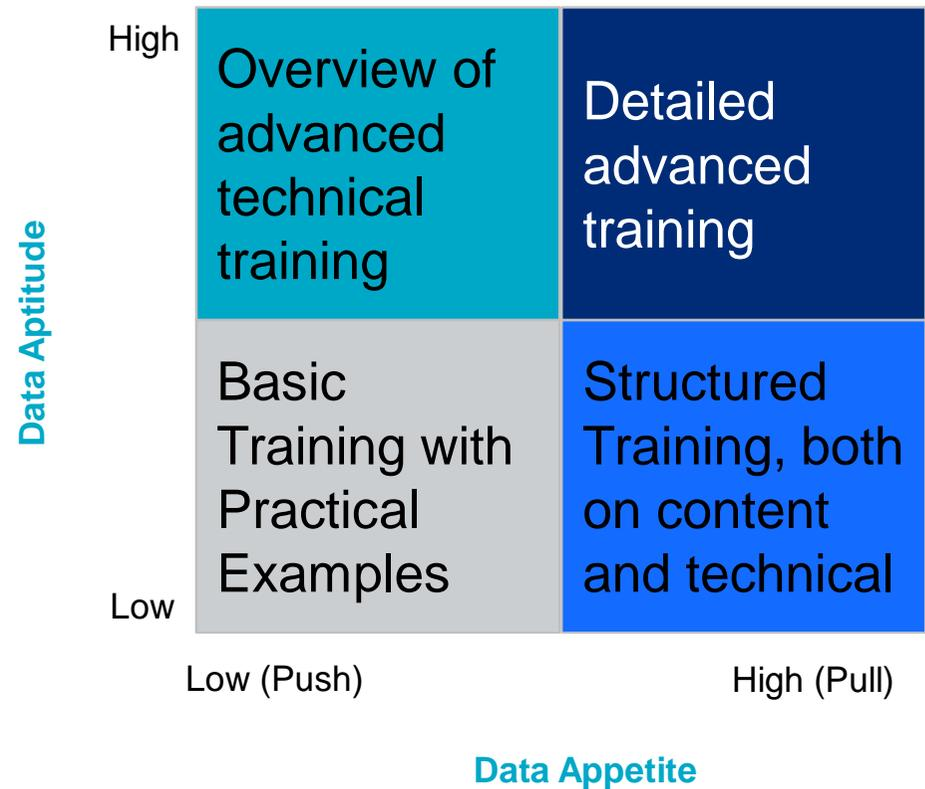 High
Overview of
advanced
technical
training
Detailed
advanced
training
Data Aptitude
Basic
Training with
Practical
Examples
Structured
Training, both
on content
and technical
Low
Low (Push)
High (Pull)
Data Appetite